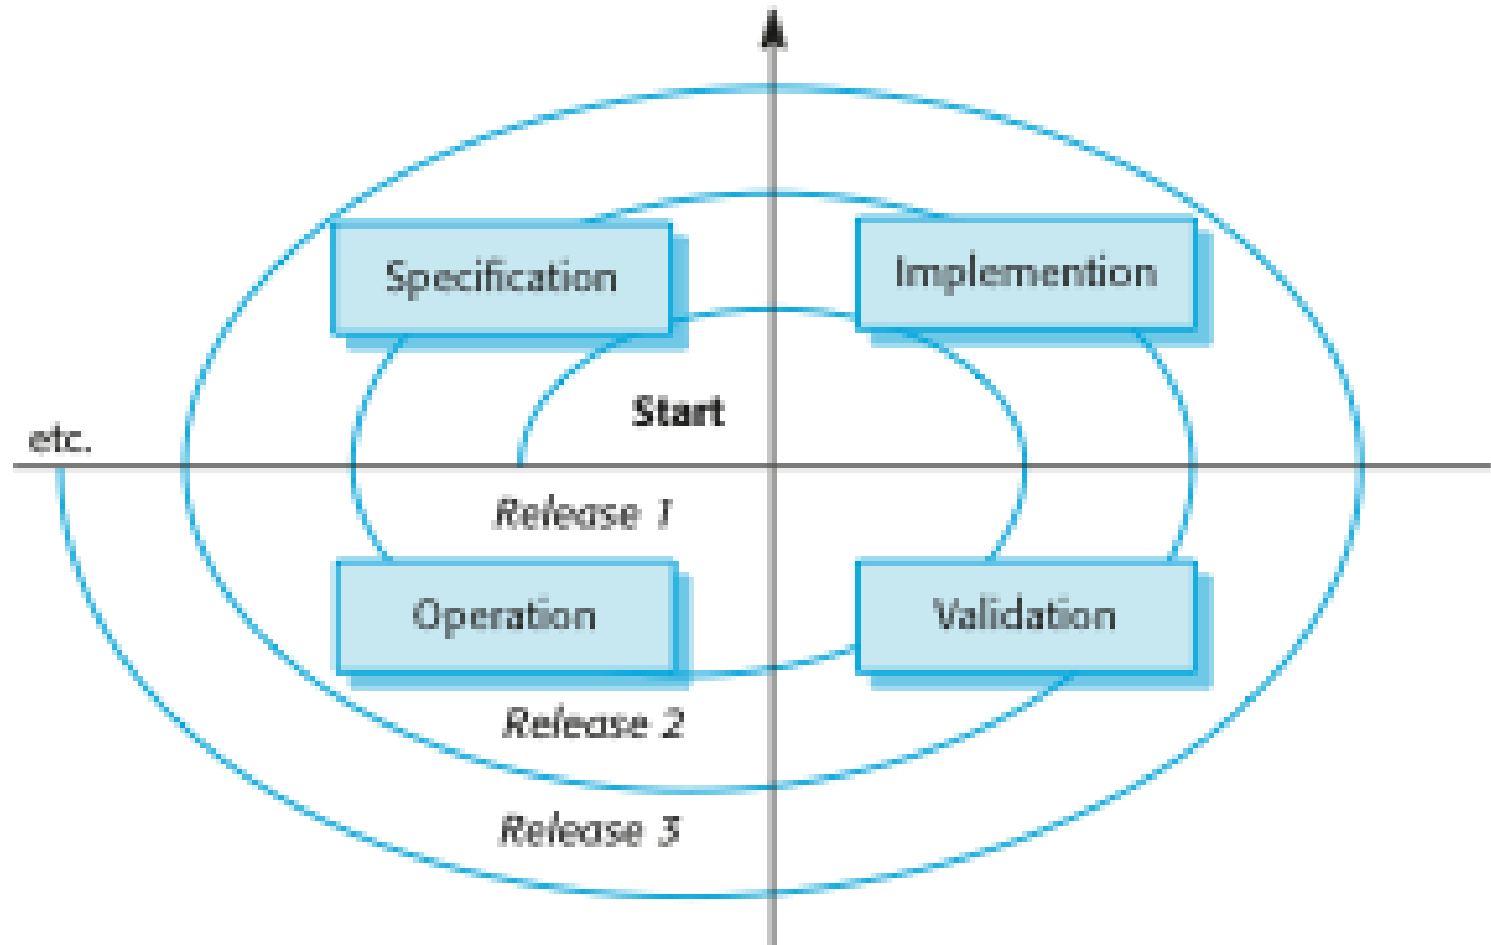 Specification
Implemention
Start
etc.
Release 1
Operation
Validation
Release 2
Release 3